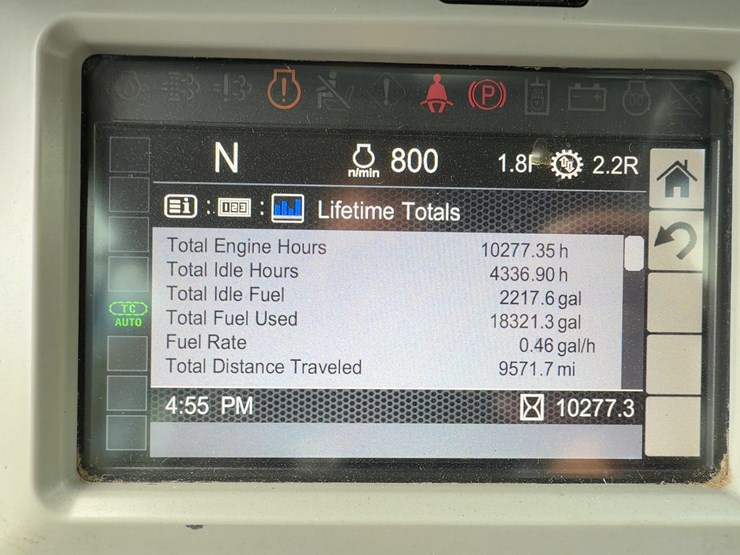 ! ! (P)
N n/min 800 1.8F 2.2R
i : 123 : Lifetime Totals
Total Engine Hours 10277.35 h
Total Idle Hours 4336.90 h
Total Idle Fuel 2217.6 gal
Total Fuel Used 18321.3 gal
Fuel Rate 0.46 gal/h
Total Distance Traveled 9571.7 mi
TC
AUTO
4:55 PM 10277.3